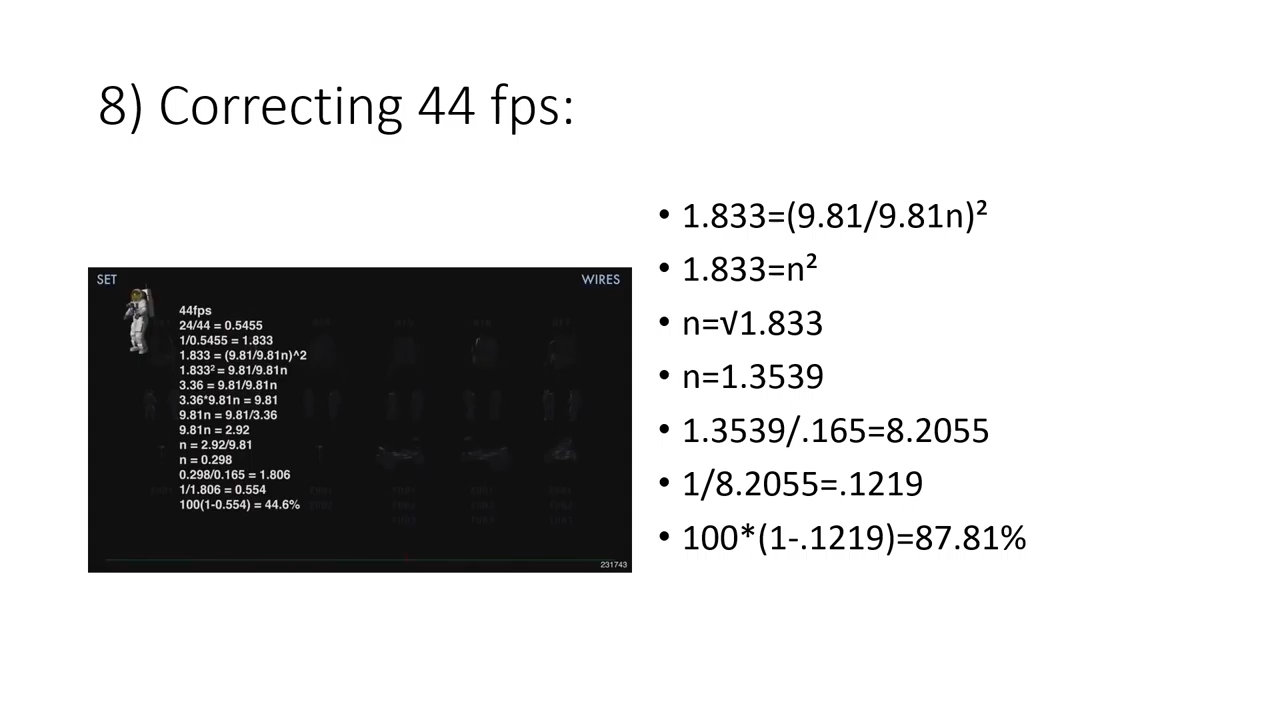 8) Correcting 44 fps:
• 1.833=(9.81/9.81n)²
• 1.833=n²
• n=√1.833
• n=1.3539
• 1.3539/.165=8.2055
• 1/8.2055=.1219
• 100*(1-.1219)=87.81%
SET
WIRES
44fps
24/44 = 0.5455
1/0.5455 = 1.833
1.833 = (9.81/9.81n)^2
1.833² = 9.81/9.81n
3.36 = 9.81/9.81n
3.36*9.81n = 9.81
9.81n = 9.81/3.36
9.81n = 2.92
n = 2.92/9.81
n = 0.298
0.298/0.165 = 1.806
1/1.806 = 0.554
100(1-0.554) = 44.6%
231743